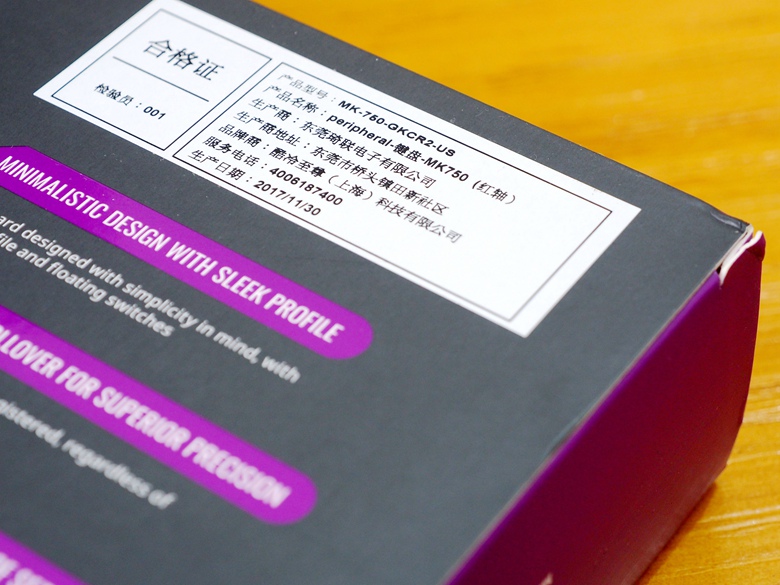 合格证
检验员：001
产品型号：MK-750-GKCR2-US
产品名称：peripheral-键盘-MK750（红轴）
生产商：东莞琦联电子有限公司
生产商地址：东莞市桥头镇田新社区
品牌商：酷冷至尊（上海）科技有限公司
服务电话：4006187400
生产日期：2017/11/30
MINIMALISTIC DESIGN WITH SLEEK PROFILE
ard designed with simplicity in mind, with
file and floating switches
LLOVER FOR SUPERIOR PRECISION
gistered, regardless of